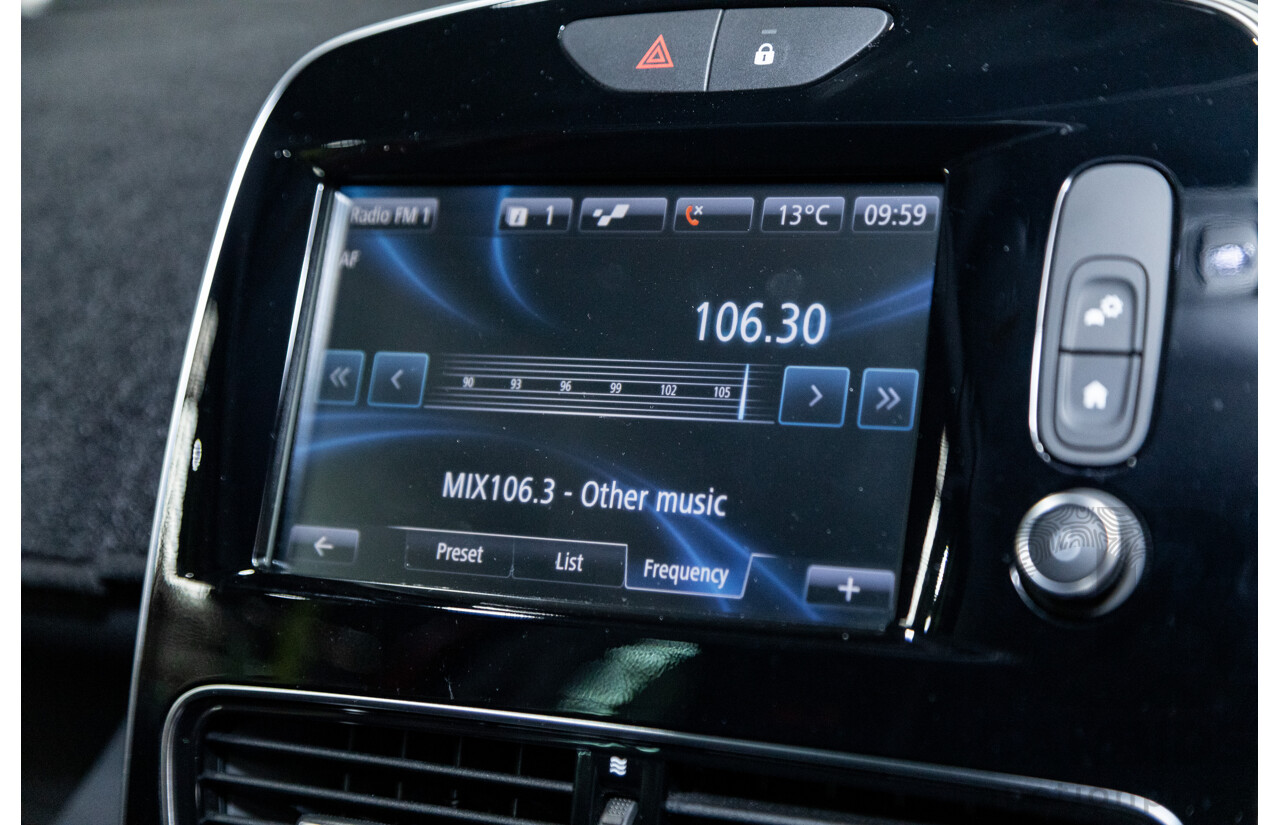 Radio FM 1
i 1
13°C
09:59
AF
106.30
90 93 96 99 102 105
MIX106.3 - Other music
Preset
List
Frequency
+